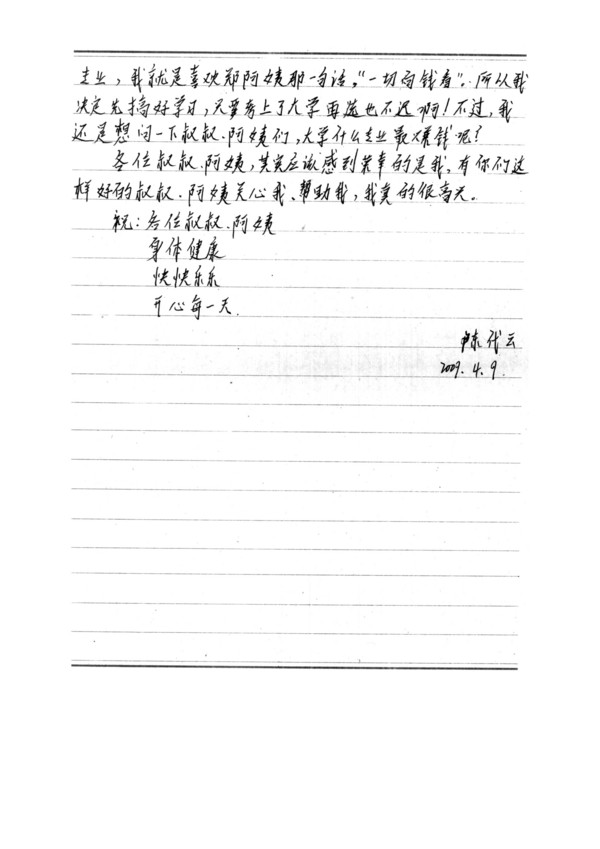 专业，我就是喜欢郑阿姨那一句话，“一切向钱看”。所以我
决定先搞好学习，只要考上了大学再选也不迟啊！不过，我
还是想问一下叔叔、阿姨们，大学什么专业最赚钱呢？
各位叔叔、阿姨，其实应该感到荣幸的是我，有你们这
样好的叔叔、阿姨关心我、帮助我，我真的很高兴。
祝：各位叔叔、阿姨
身体健康
快快乐乐
开心每一天
陈代云
2009.4.9.